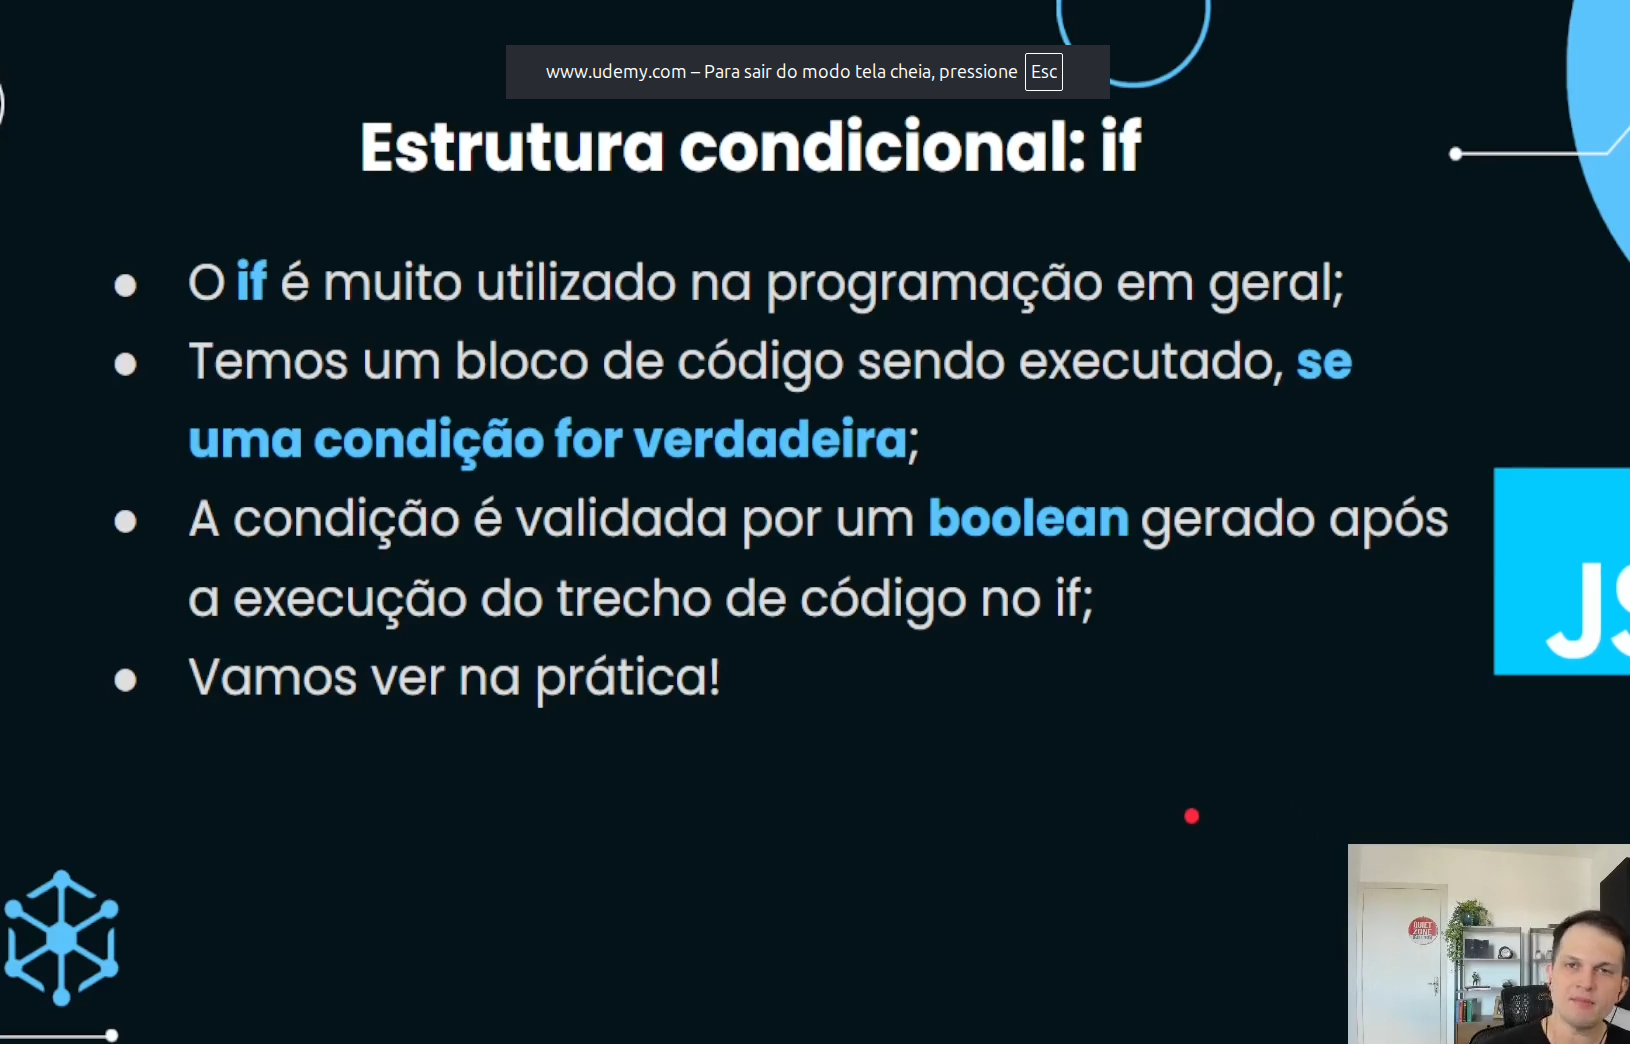 www.udemy.com – Para sair do modo tela cheia, pressione Esc
Estrutura condicional: if
● O if é muito utilizado na programação em geral;
● Temos um bloco de código sendo executado, se
uma condição for verdadeira;
● A condição é validada por um boolean gerado após
a execução do trecho de código no if;
● Vamos ver na prática!
JS
QUIET
ZONE